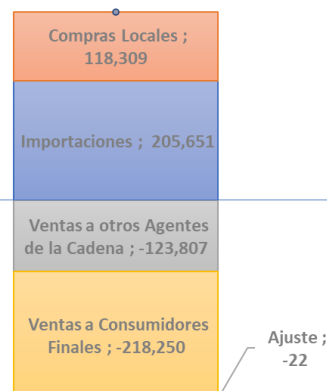 Compras Locales ;
118,309
Importaciones ; 205,651
Ventas a otros Agentes
de la Cadena ; -123,807
Ventas a Consumidores
Finales ; -218,250
Ajuste ;
-22